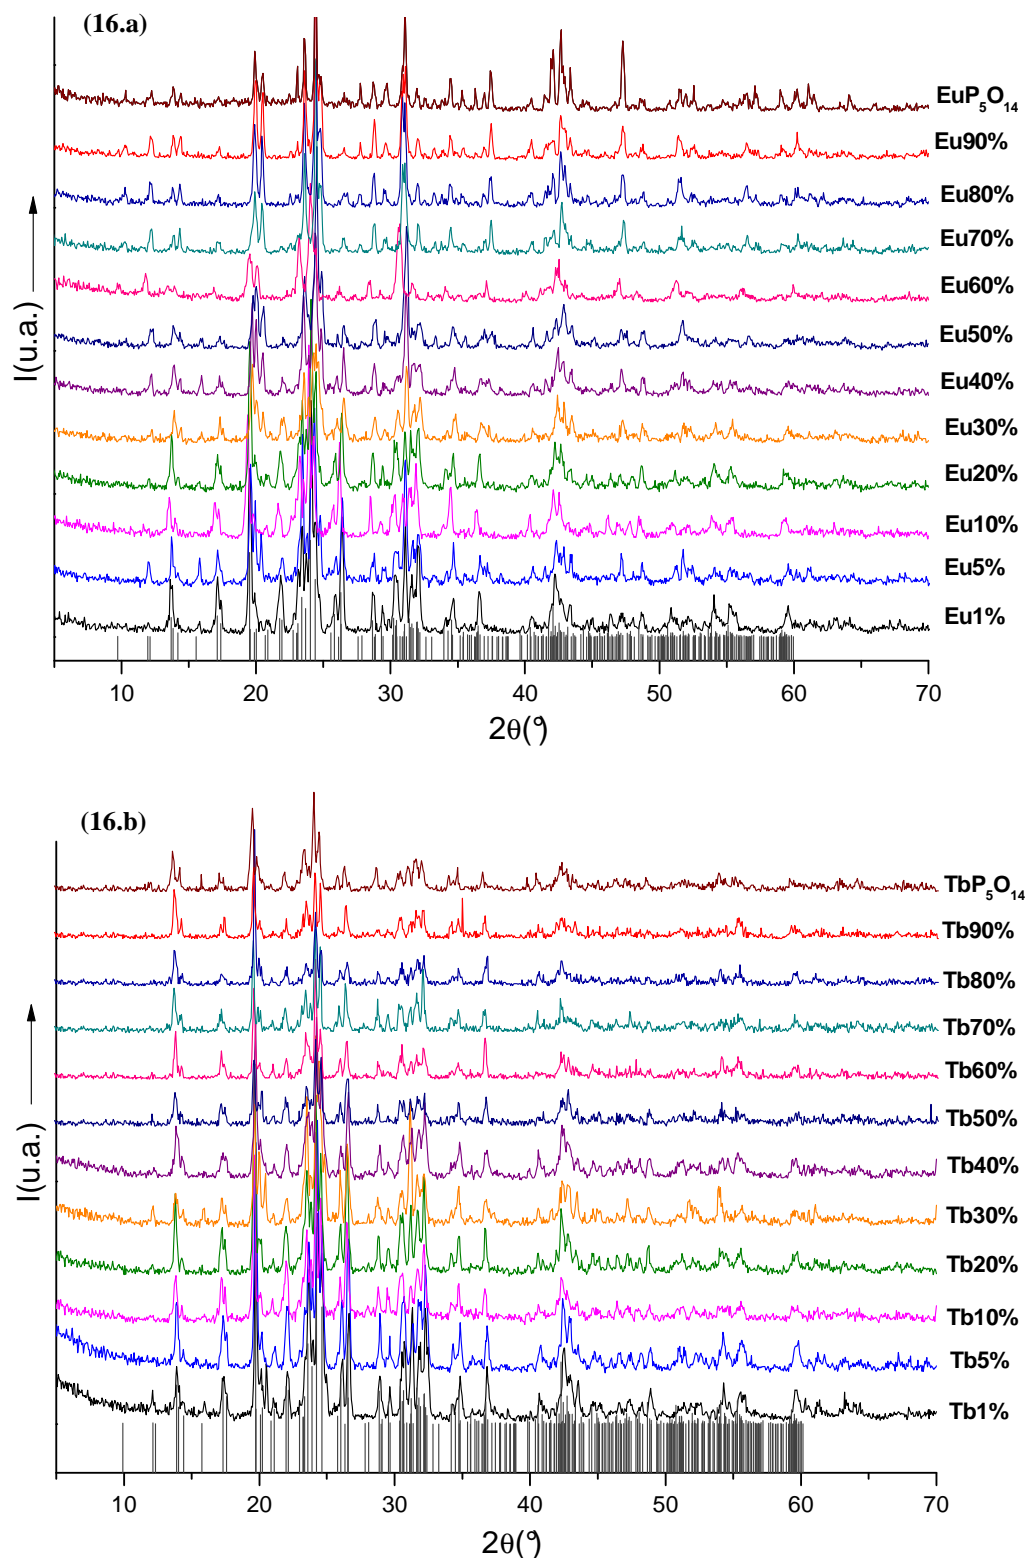 (16.a)
EuP₅O₁₄
Eu90%
Eu80%
Eu70%
Eu60%
Eu50%
Eu40%
Eu30%
Eu20%
Eu10%
Eu5%
Eu1%
I(u.a.)
10 20 30 40 50 60 70
2θ(°)
(16.b)
TbP₅O₁₄
Tb90%
Tb80%
Tb70%
Tb60%
Tb50%
Tb40%
Tb30%
Tb20%
Tb10%
Tb5%
Tb1%
I(u.a.)
10 20 30 40 50 60 70
2θ(°)